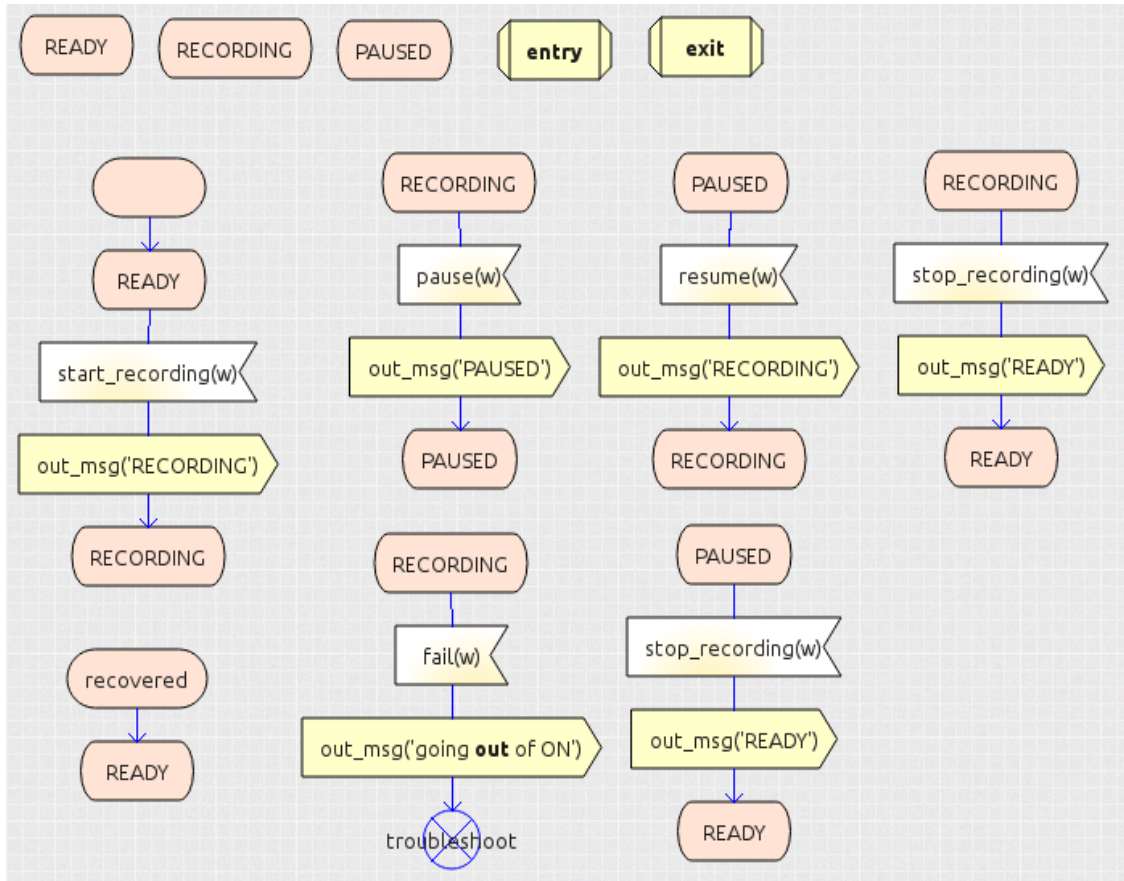 READY
RECORDING
PAUSED
entry
exit
READY
start_recording(w)
out_msg('RECORDING')
RECORDING
RECORDING
pause(w)
out_msg('PAUSED')
PAUSED
PAUSED
resume(w)
out_msg('RECORDING')
RECORDING
RECORDING
stop_recording(w)
out_msg('READY')
READY
recovered
READY
RECORDING
fail(w)
out_msg('going out of ON')
troubleshoot
PAUSED
stop_recording(w)
out_msg('READY')
READY